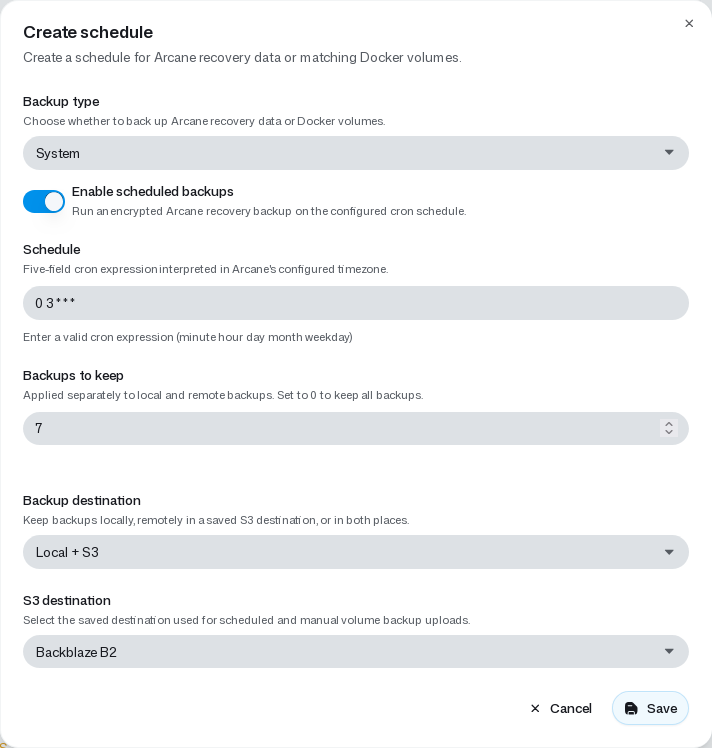 Create schedule
Create a schedule for Arcane recovery data or matching Docker volumes.
Backup type
Choose whether to back up Arcane recovery data or Docker volumes.
System
Enable scheduled backups
Run an encrypted Arcane recovery backup on the configured cron schedule.
Schedule
Five-field cron expression interpreted in Arcane's configured timezone.
0 3 * * *
Enter a valid cron expression (minute hour day month weekday)
Backups to keep
Applied separately to local and remote backups. Set to 0 to keep all backups.
7
Backup destination
Keep backups locally, remotely in a saved S3 destination, or in both places.
Local + S3
S3 destination
Select the saved destination used for scheduled and manual volume backup uploads.
Backblaze B2
Cancel
Save